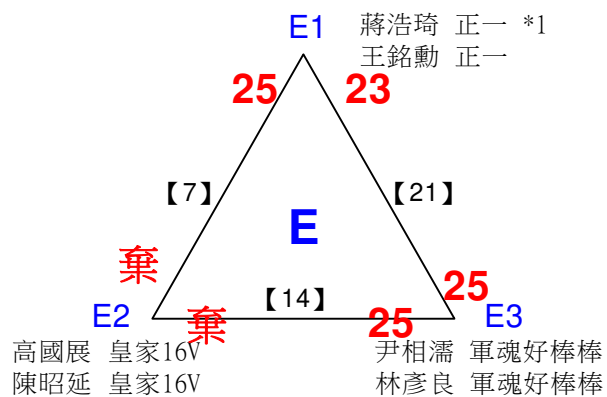 E1
蔣浩琦 正一 *1
王銘勳 正一
25
23
【7】
【21】
E
棄
25
【14】
E2
棄
25
E3
高國展 皇家16V
陳昭延 皇家16V
尹相濡 軍魂好棒棒
林彥良 軍魂好棒棒